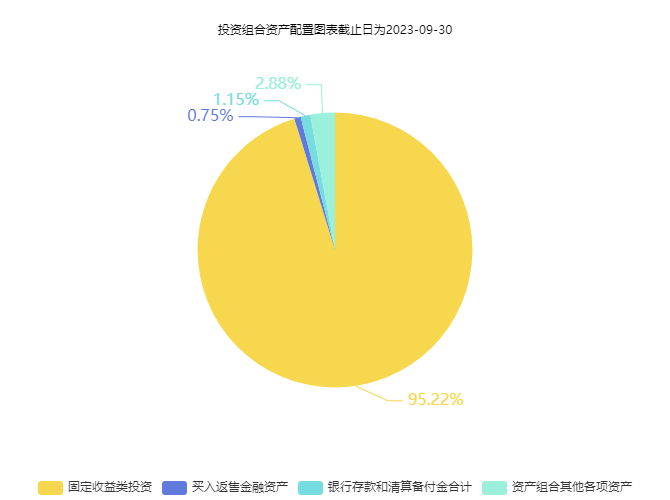 投资组合资产配置图表截止日为2023-09-30
2.88%
1.15%
0.75%
95.22%
固定收益类投资 买入返售金融资产 银行存款和清算备付金合计 资产组合其他各项资产